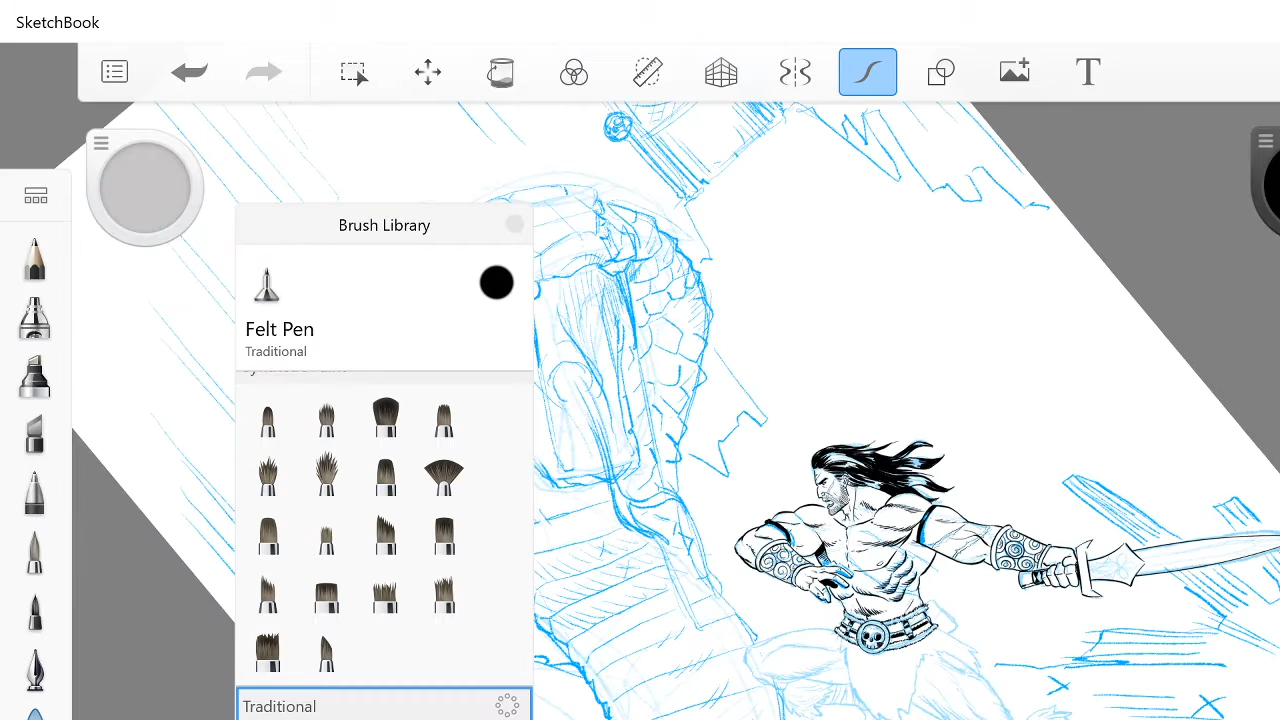 SketchBook
T
Brush Library
Felt Pen
Traditional
Traditional